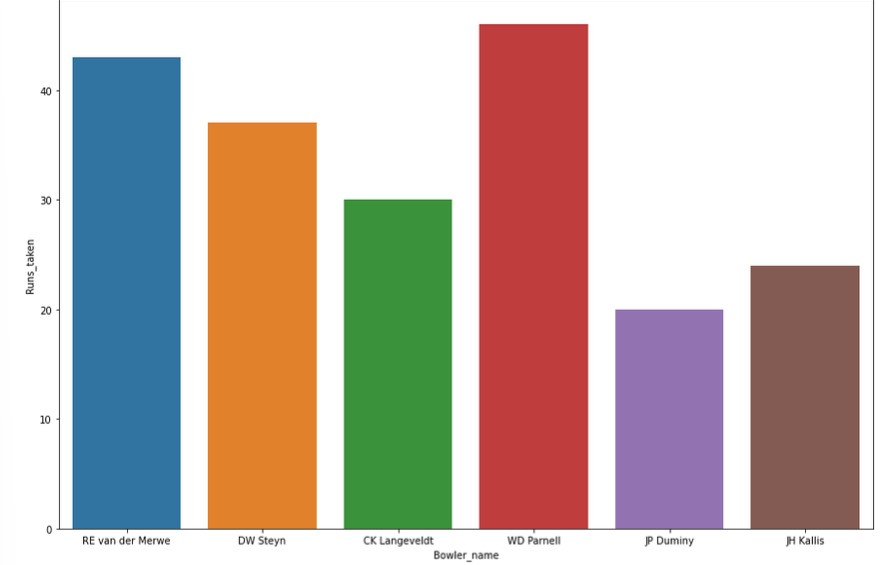 40
30
20
10
0
Runs_taken
RE van der Merwe
DW Steyn
CK Langeveldt
WD Parnell
JP Duminy
JH Kallis
Bowler_name